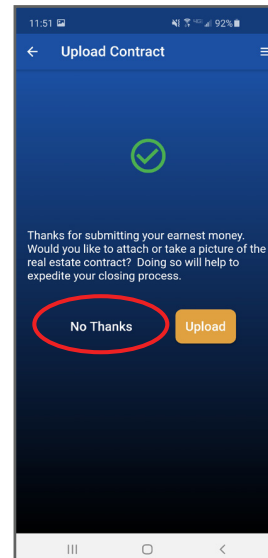 11:51 92%
Upload Contract
Thanks for submitting your earnest money.
Would you like to attach or take a picture of the
real estate contract? Doing so will help to
expedite your closing process.
No Thanks Upload